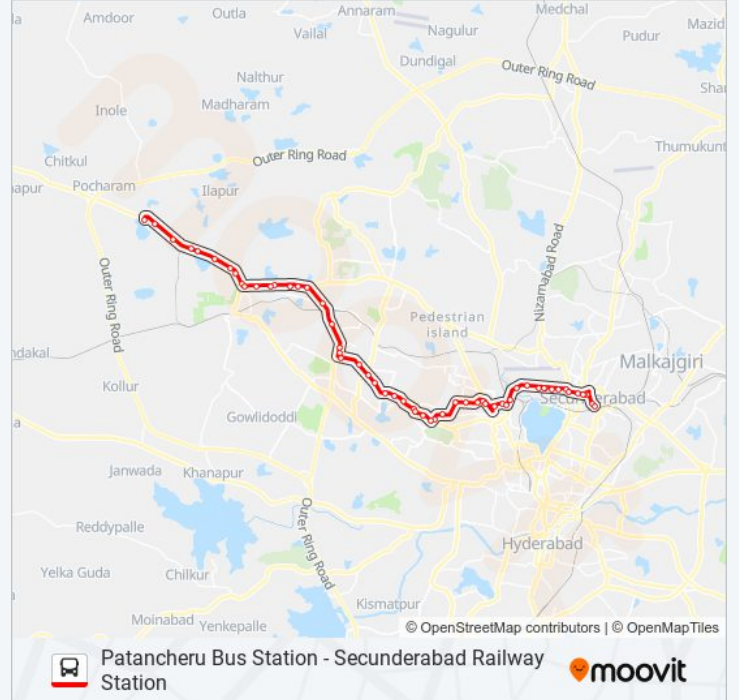 la
Amdoor
Outla
Annaram
Medchal
Vailal
Nagulur
Pudur
Mazid
Dundigal
Nalthur
Outer Ring Road
Sha
Inole
Madharam
Thumukunt
Chitkul
Outer Ring Road
apur
Pocharam
Ilapur
Outer Ring Road
Nizamabad Road
Pedestrian
island
dakal
Malkajgiri
Kollur
Secunderabad
Gowlidoddi
a
Janwada
Khanapur
Outer Ring Road
Reddypalle
Hyderabad
Yelka Guda
Chilkur
Kismatpur
Moinabad
Yenkepalle
© OpenStreetMap contributors | © OpenMapTiles
Patancheru Bus Station - Secunderabad Railway
Station
moovit